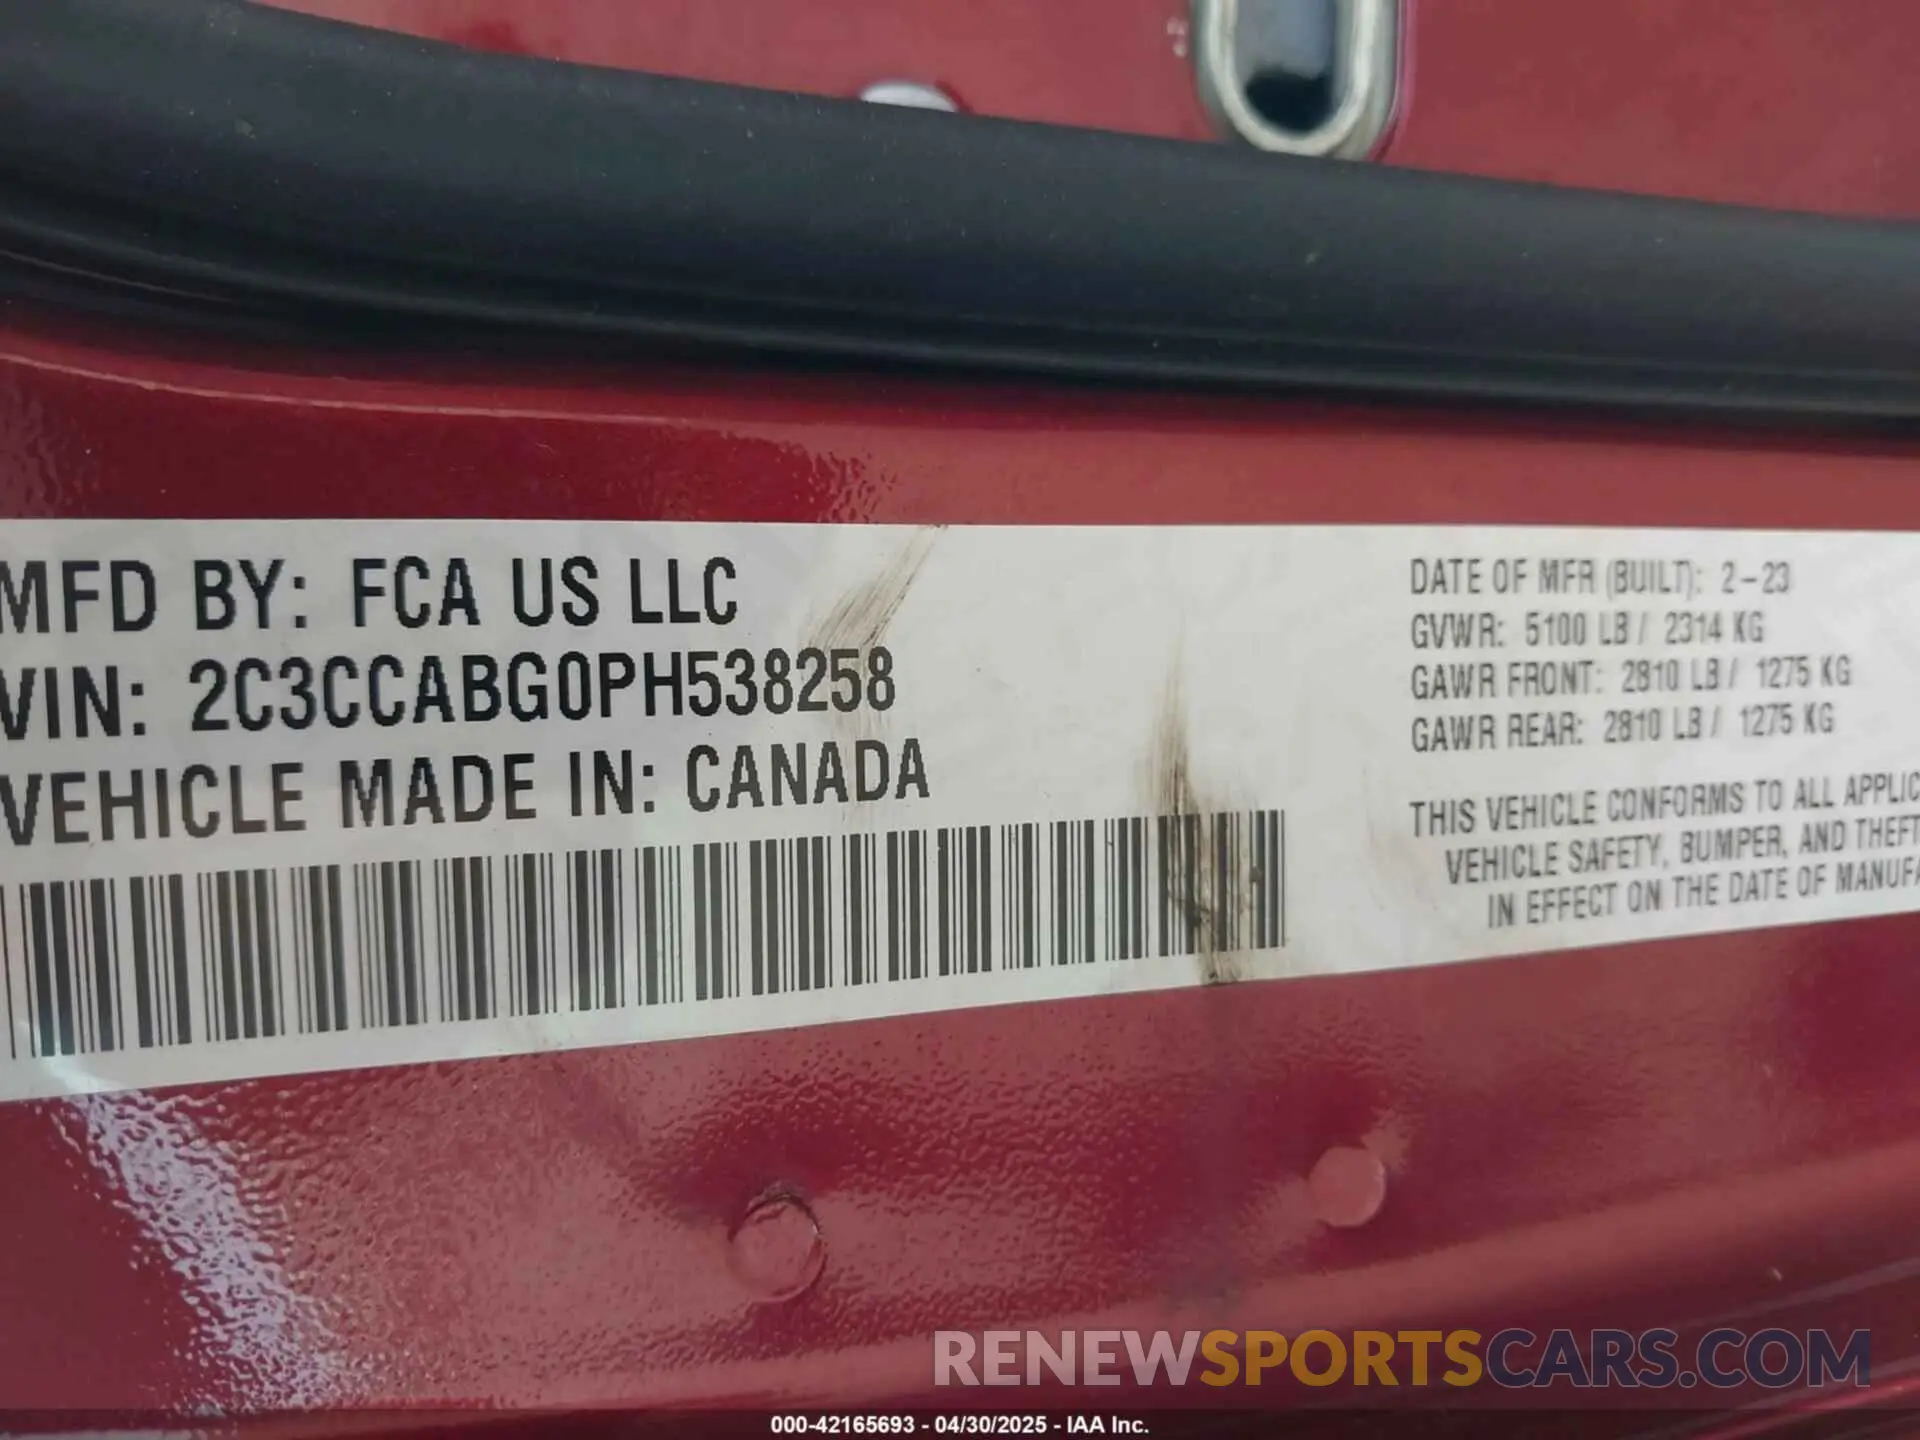 MFD BY: FCA US LLC
VIN: 2C3CCABG0PH538258
VEHICLE MADE IN: CANADA
DATE OF MFR (BUILT): 2-23
GVWR: 5100 LB / 2314 KG
GAWR FRONT: 2810 LB / 1275 KG
GAWR REAR: 2810 LB / 1275 KG
THIS VEHICLE CONFORMS TO ALL APPLIC
VEHICLE SAFETY, BUMPER, AND THEFT
IN EFFECT ON THE DATE OF MANUFA
RENEWSPORTSCARS.COM
000-42165693 - 04/30/2025 - IAA Inc.